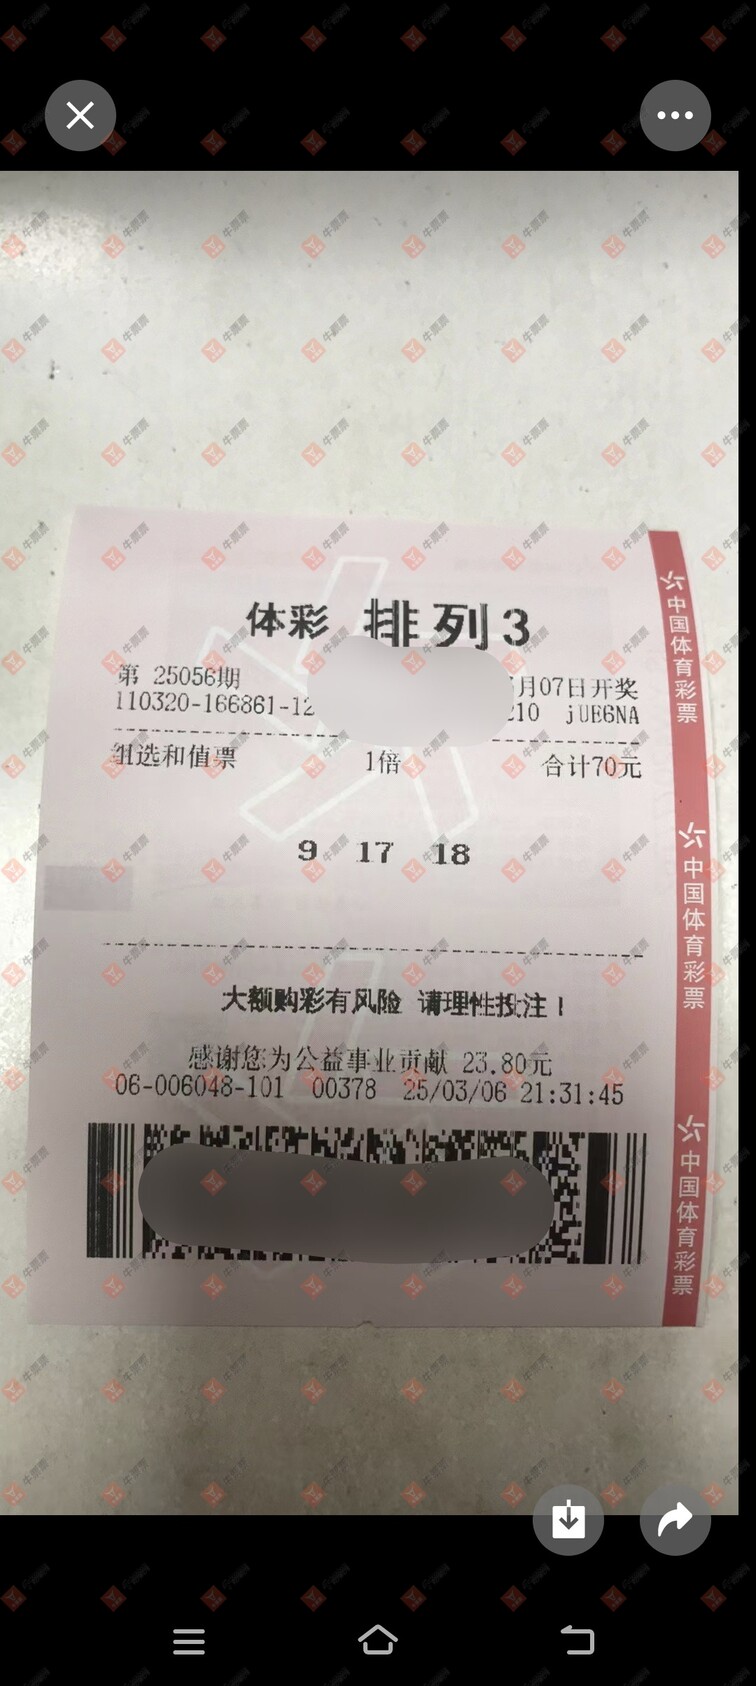 体彩 排列3
第 25056期 月07日开奖
110320-166861-12 210 jUE6NA
组选和值票 1倍 合计70元
9 17 18
大额购彩有风险 请理性投注!
感谢您为公益事业贡献 23.80元
06-006048-101 00378 25/03/06 21:31:45
中国体育彩票
中国体育彩票
中国体育彩票